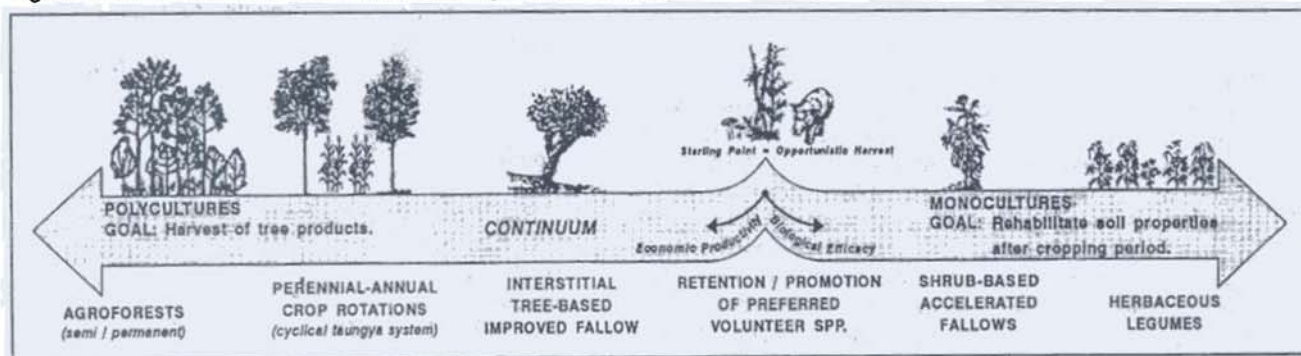 Starting Point = Opportunistic Harvest
POLYCULTURES
GOAL: Harvest of tree products.
CONTINUUM
Economic Productivity
Biological Efficacy
MONOCULTURES
GOAL: Rehabilitate soil properties
after cropping period.
AGROFORESTS
(semi / permanent)
PERENNIAL-ANNUAL
CROP ROTATIONS
(cyclical taungya system)
INTERSTITIAL
TREE-BASED
IMPROVED FALLOW
RETENTION / PROMOTION
OF PREFERRED
VOLUNTEER SPP.
SHRUB-BASED
ACCELERATED
FALLOWS
HERBACEOUS
LEGUMES